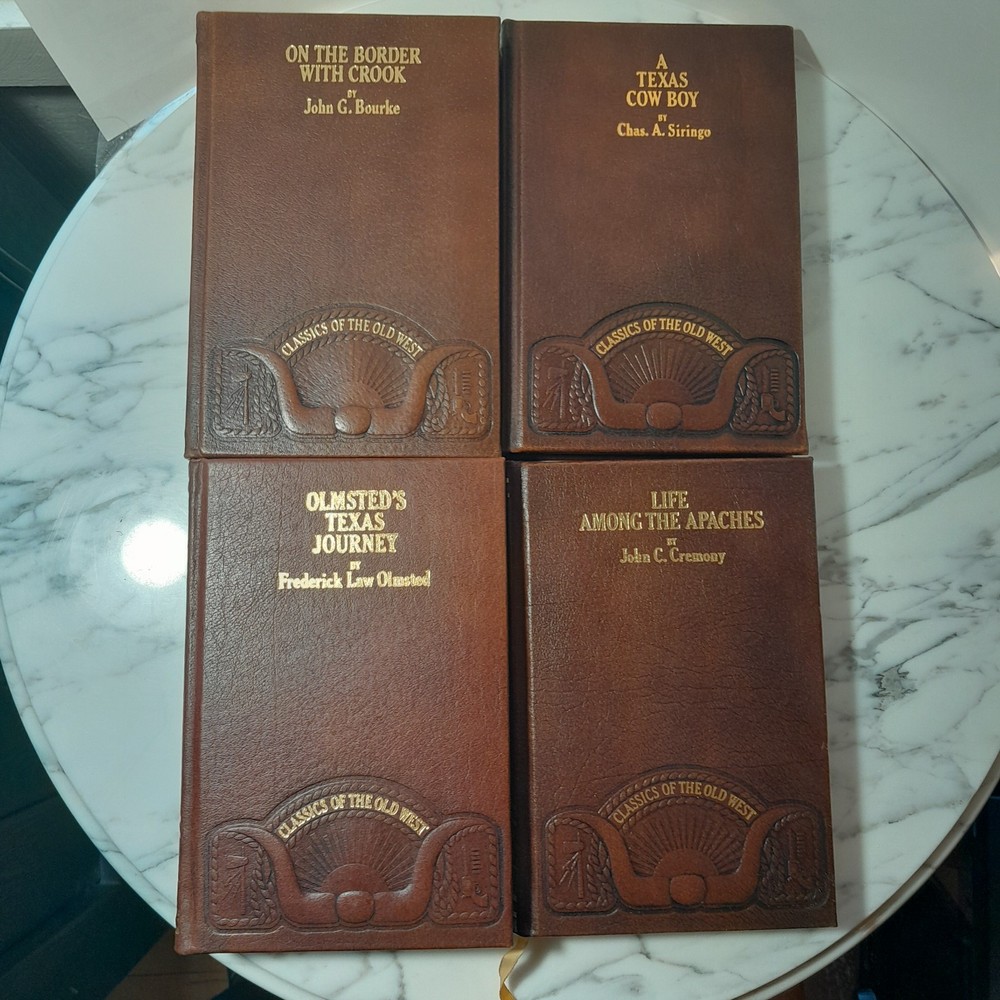 ON THE BORDER
WITH CROOK
BY
John G. Bourke
CLASSICS OF THE OLD WEST
A
TEXAS
COW BOY
BY
Chas. A. Siringo
CLASSICS OF THE OLD WEST
OLMSTED'S
TEXAS
JOURNEY
BY
Frederick Law Olmsted
CLASSICS OF THE OLD WEST
LIFE
AMONG THE APACHES
BY
John C. Cremony
CLASSICS OF THE OLD WEST